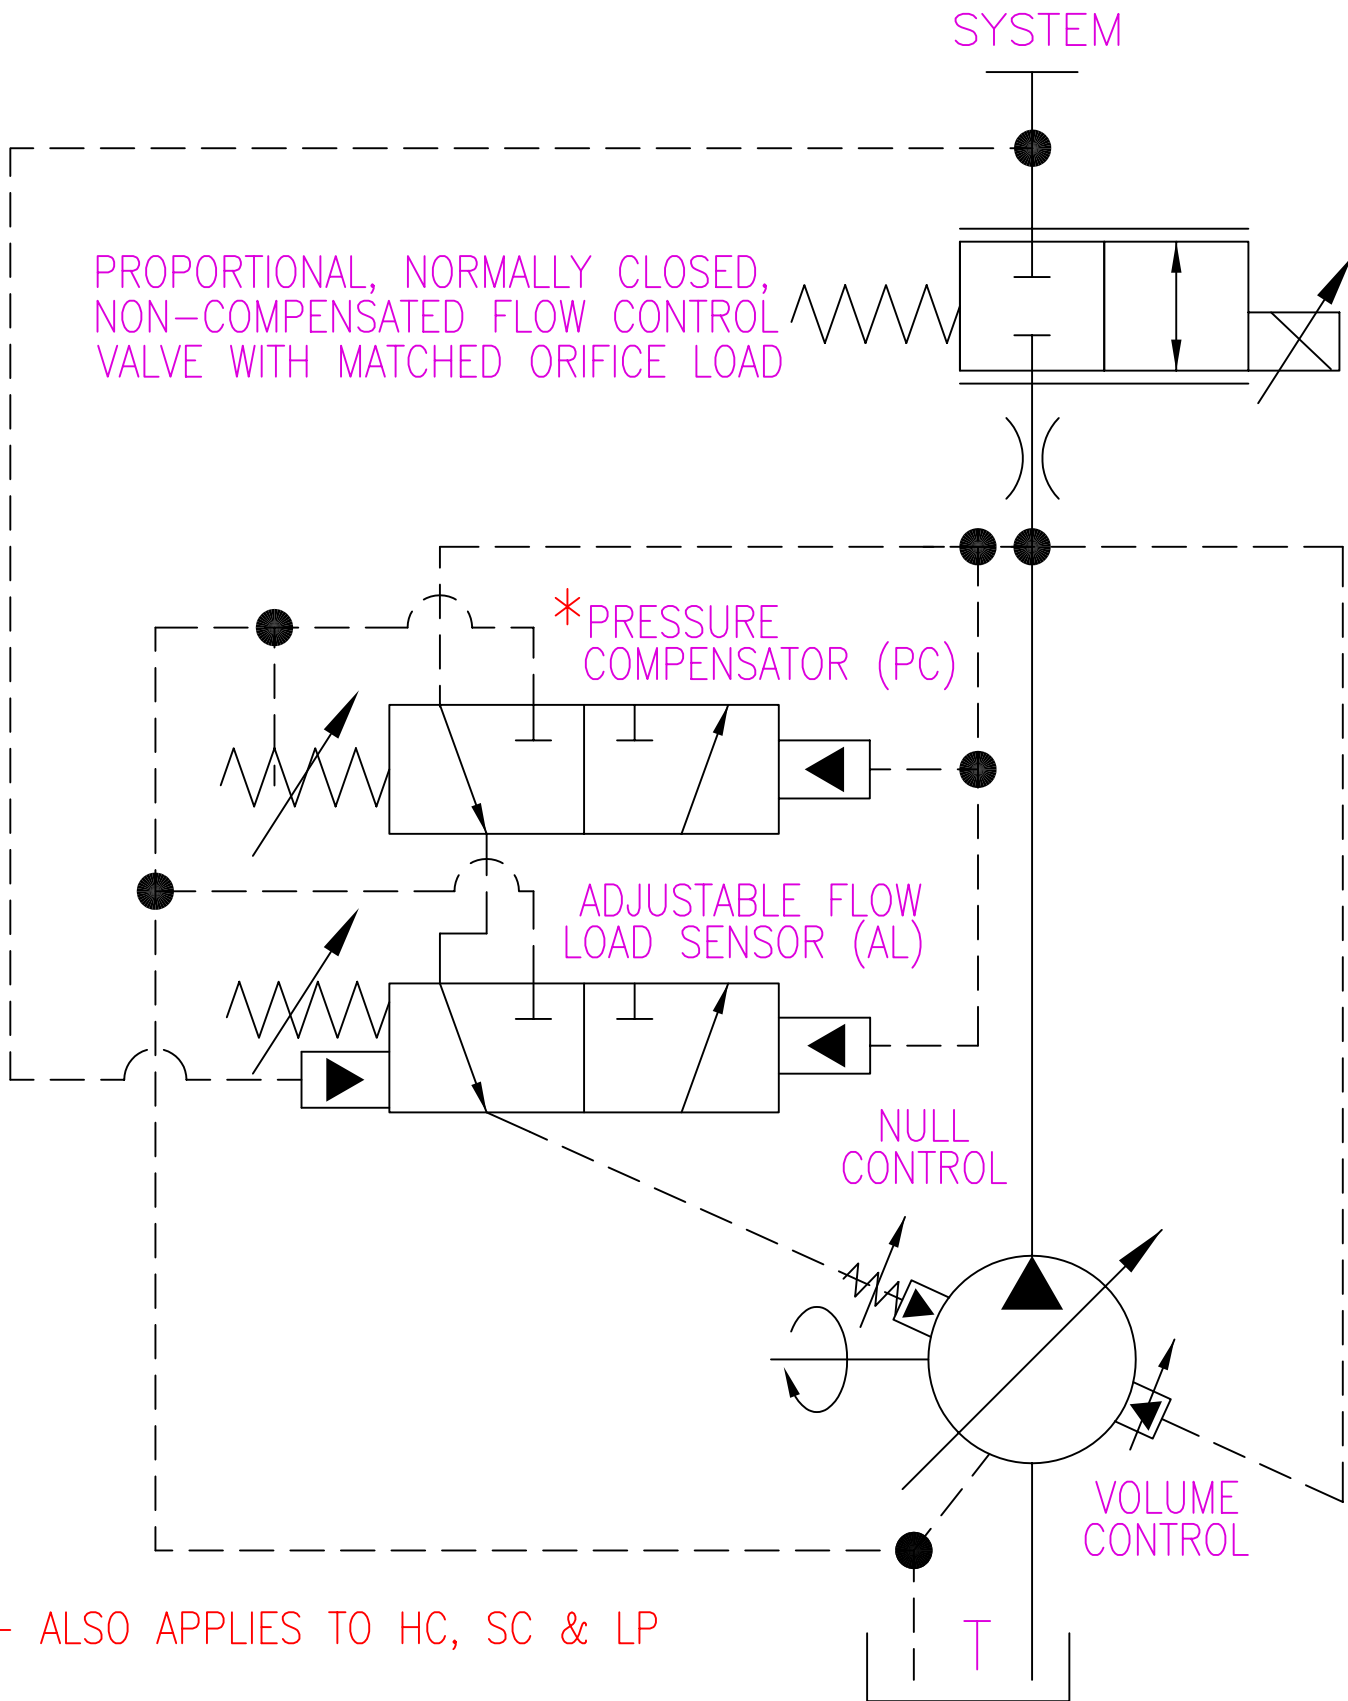 SYSTEM
PROPORTIONAL, NORMALLY CLOSED,
NON-COMPENSATED FLOW CONTROL
VALVE WITH MATCHED ORIFICE LOAD
* PRESSURE
COMPENSATOR (PC)
ADJUSTABLE FLOW
LOAD SENSOR (AL)
NULL
CONTROL
VOLUME
CONTROL
- ALSO APPLIES TO HC, SC & LP
T